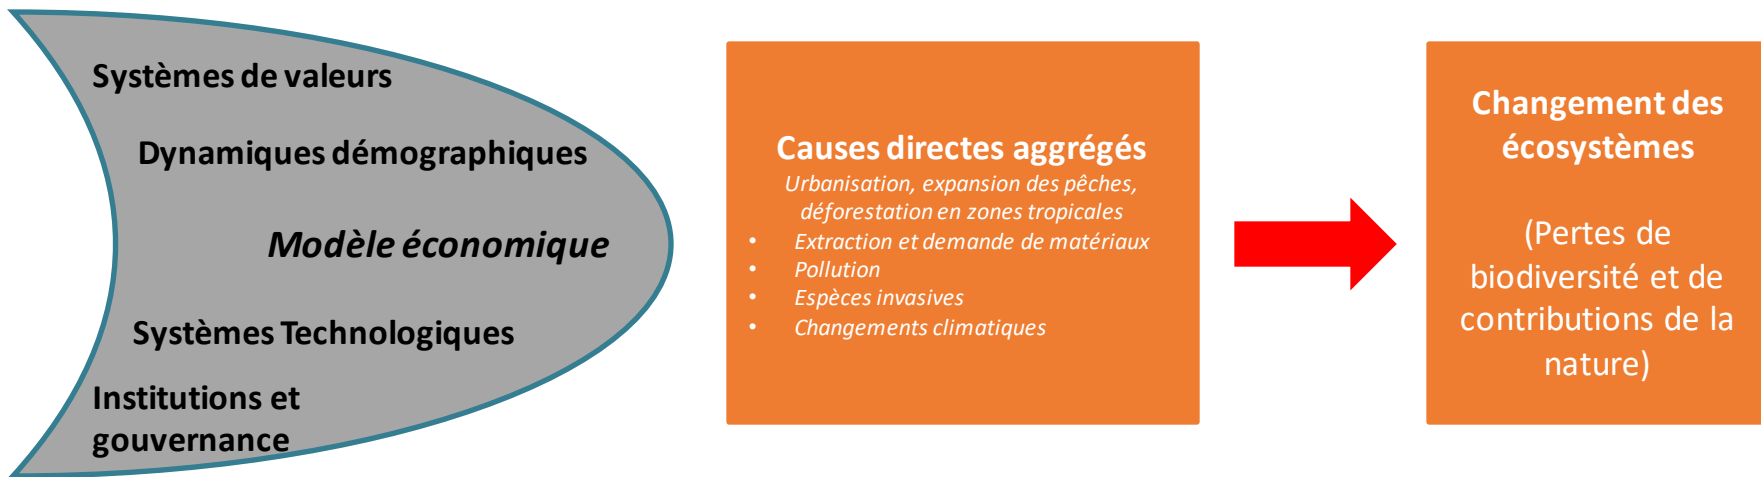 Systèmes de valeurs
Dynamiques démographiques
Modèle économique
Systèmes Technologiques
Institutions et
gouvernance
Causes directes aggrégés
Urbanisation, expansion des pêches,
déforestation en zones tropicales
• Extraction et demande de matériaux
• Pollution
• Espèces invasives
• Changements climatiques
Changement des
écosystèmes
(Pertes de
biodiversité et de
contributions de la
nature)